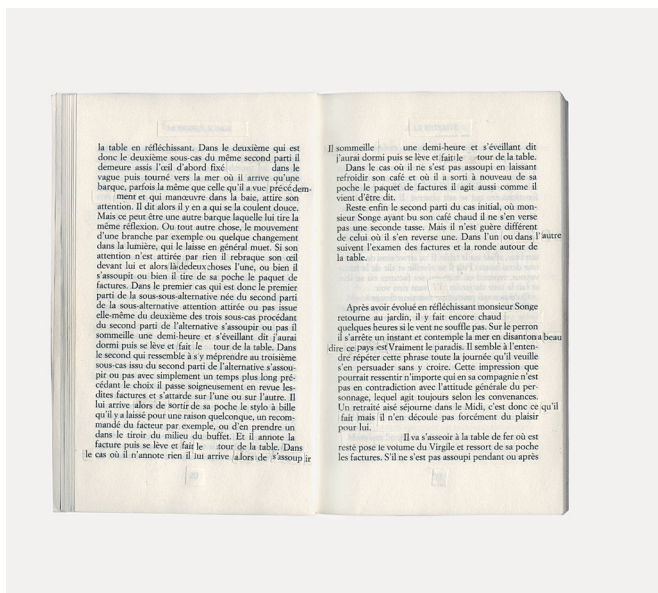 la table en réfléchissant. Dans le deuxième qui est
donc le deuxième sous-cas du même second parti il
demeure assis l'œil d'abord fixé dans le
vague puis tourné vers la mer où il arrive qu'une
barque, parfois la même que celle qu'il a vue précédem-
ment et qui manœuvre dans la baie, attire son
attention. Il dit alors il y en a qui se la coulent douce.
Mais ce peut être une autre barque laquelle lui tire la
même réflexion. Ou tout autre chose, le mouvement
d'une branche par exemple ou quelque changement
dans la lumière, qui le laisse en général muet. Si son
attention n'est attirée par rien il rebraque son œil
devant lui et alors là dedeux choses l'une, ou bien il
s'assoupit ou bien il tire de sa poche le paquet de
factures. Dans le premier cas qui est donc le premier
parti de la sous-sous-alternative née du second parti
de la sous-alternative attention attirée ou pas issue
elle-même du deuxième des trois sous-cas procédant
du second parti de l'alternative s'assoupir ou pas il
sommeille une demi-heure et s'éveillant dit j'aurai
dormi puis se lève et fait le tour de la table. Dans
le second qui ressemble à s'y méprendre au troisième
sous-cas issu du second parti de l'alternative s'assou-
pir ou pas avec simplement un temps plus long pré-
cédant le choix il passe soigneusement en revue les-
dites factures et s'attarde sur l'une ou sur l'autre. Il
lui arrive alors de sortir de sa poche le stylo à bille
qu'il y a laissé pour une raison quelconque, un recom-
mandé du facteur par exemple, ou d'en prendre un
dans le tiroir du milieu du buffet. Et il annote la
facture puis se lève et fait le tour de la table. Dans
le cas où il n'annote rien il lui arrive alors de s'assoupir
Il sommeille une demi-heure et s'éveillant dit
j'aurai dormi puis se lève et fait le tour de la table.
Dans le cas où il ne s'est pas assoupi en laissant
refroidir son café et où il a sorti à nouveau de sa
poche le paquet de factures il agit aussi comme il
vient d'être dit.
Reste enfin le second parti du cas initial, où mon-
sieur Songe ayant bu son café chaud il ne s'en verse
pas une seconde tasse. Mais il n'est guère différent
de celui où il s'en reverse une. Dans l'un ou dans l'autre
suivent l'examen des factures et la ronde autour de
la table.
Après avoir évolué en réfléchissant monsieur Songe
retourne au jardin, il y fait encore chaud
quelques heures si le vent ne souffle pas. Sur le perron
il s'arrête un instant et contemple la mer en disant on a beau
dire ce pays est Vraiment le paradis. Il semble à l'enten-
dre répéter cette phrase toute la journée qu'il veuille
s'en persuader sans y croire. Cette impression que
pourrait ressentir n'importe qui en sa compagnie n'est
pas en contradiction avec l'attitude générale du per-
sonnage, lequel agit toujours selon les convenances.
Un retraité aisé séjourne dans le Midi, c'est donc ce qu'il
fait mais il n'en découle pas forcément du plaisir
pour lui.
Il va s'asseoir à la table de fer où est
resté posé le volume du Virgile et ressort de sa poche
les factures. S'il ne s'est pas assoupi pendant ou après